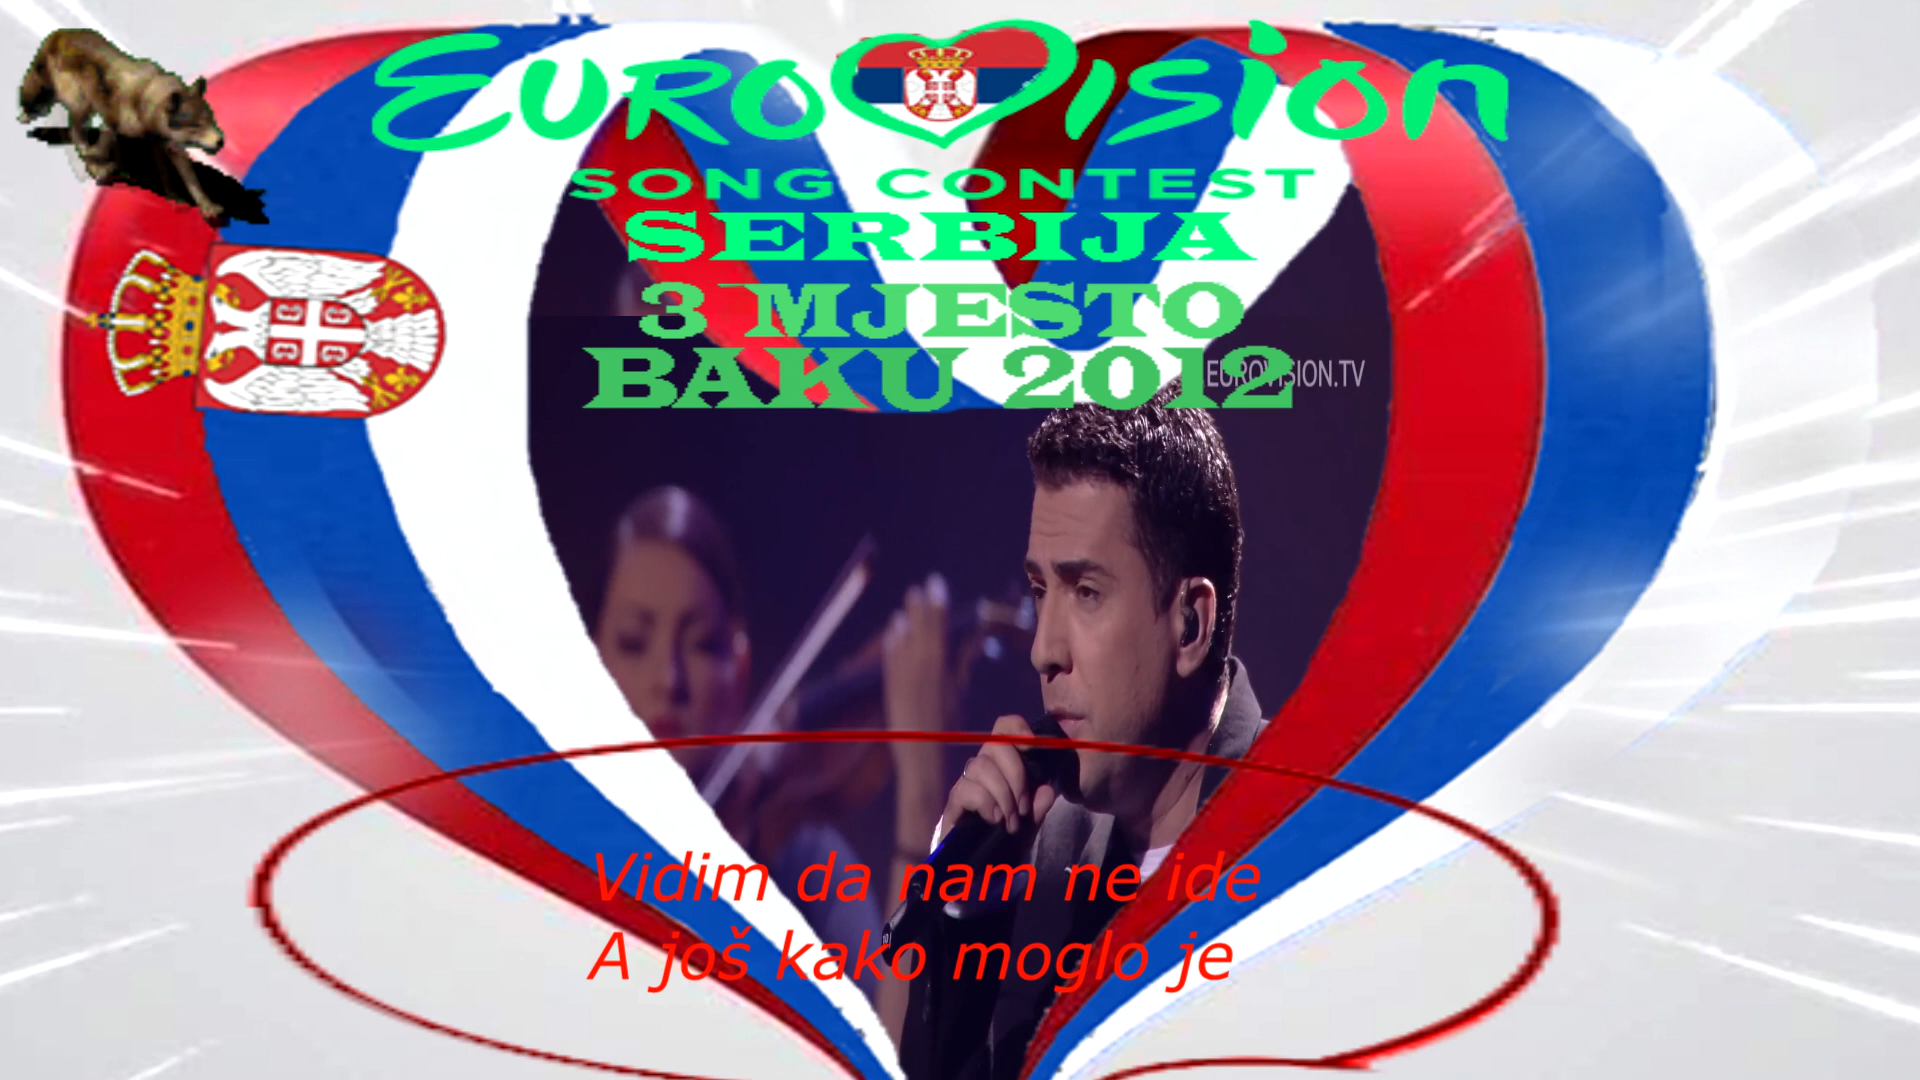 EUROVISION
SONG CONTEST
SERBIJA
3 MJESTO
BAKU 2012
EUROVISION.TV
Vidim da nam ne ide
A još kako moglo je